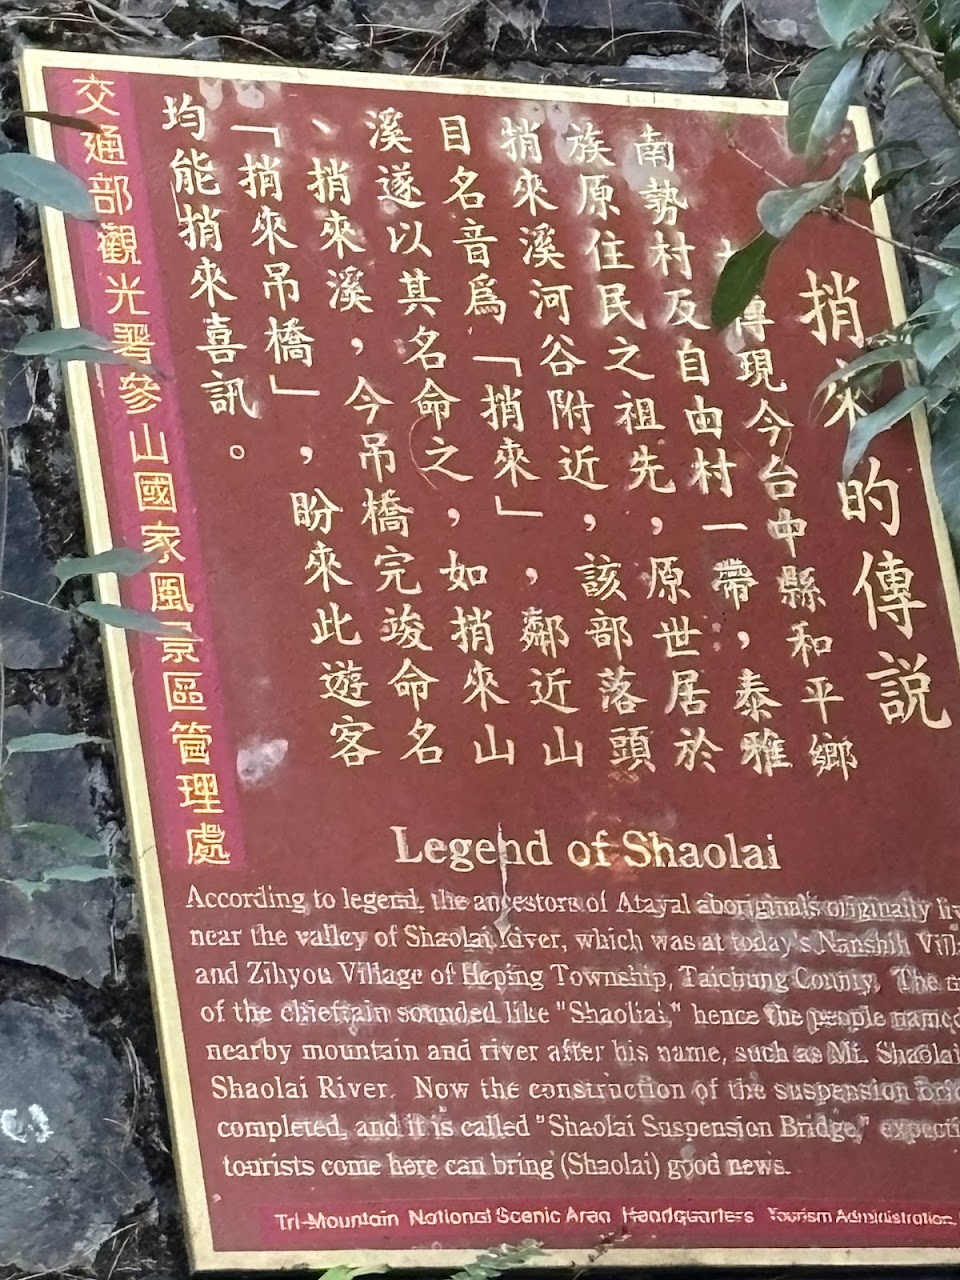 捎來的傳說
傳現今台中縣和平鄉
南勢村及自由村一帶，泰雅
族原住民之祖先，原世居於
捎來溪河谷附近，該部落頭
目名音爲「捎來」，鄰近山
溪遂以其名命之，如捎來山
、捎來溪，今吊橋完竣命名
「捎來吊橋」，盼來此遊客
均能捎來喜訊。
交通部觀光署參山國家風景區管理處
Legend of Shaolai
According to legend, the ancestors of Atayal aboriginals originally
near the valley of Shaolai River, which was at today's Nanshih
and Zihyou Village of Heping Township, Taichung County. The
of the chieftain sounded like "Shaoliai," hence the people named
nearby mountain and river after his name, such as Mt. Shaolai
Shaolai River. Now the construction of the suspension
completed, and it is called "Shaolai Suspension Bridge,"
tourists come here can bring (Shaolai) good news.
Tri-Mountain National Scenic Area Headquarters Tourism Administration,